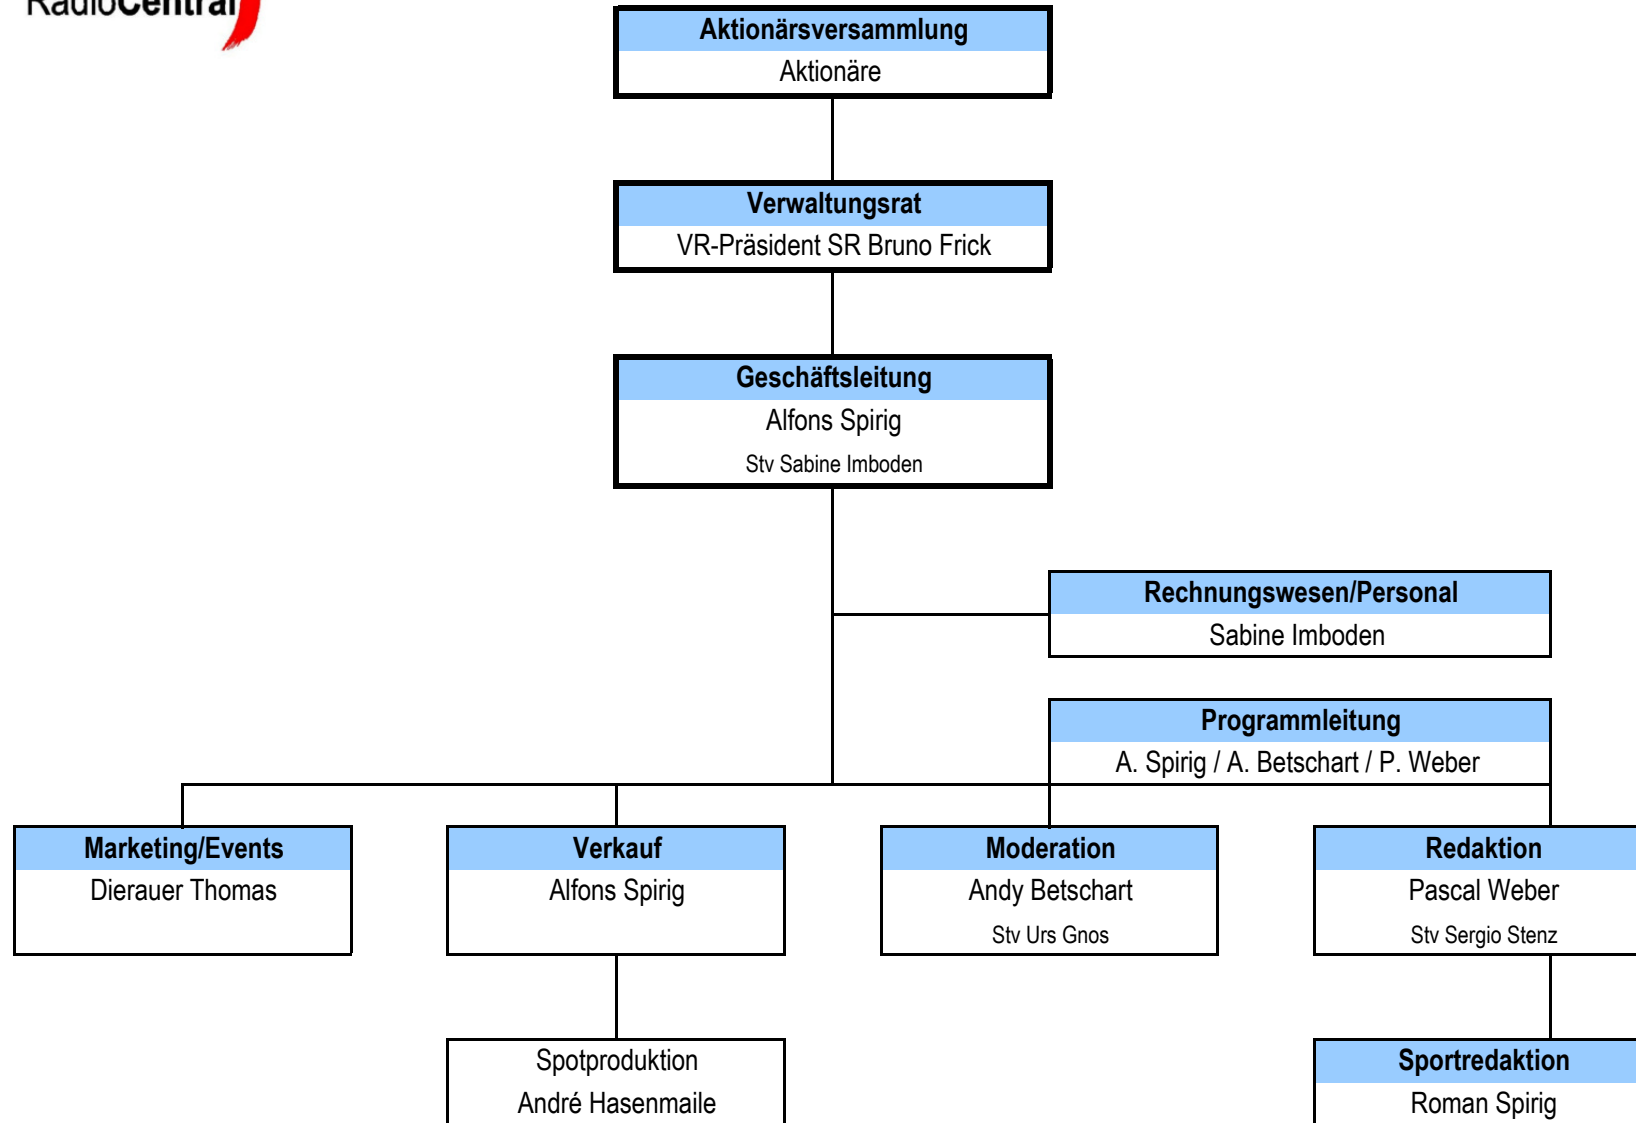 RadioCentral
Aktionärsversammlung
Aktionäre
Verwaltungsrat
VR-Präsident SR Bruno Frick
Geschäftsleitung
Alfons Spirig
Stv Sabine Imboden
Rechnungswesen/Personal
Sabine Imboden
Programmleitung
A. Spirig / A. Betschart / P. Weber
Marketing/Events
Dierauer Thomas
Verkauf
Alfons Spirig
Moderation
Andy Betschart
Stv Urs Gnos
Redaktion
Pascal Weber
Stv Sergio Stenz
Spotproduktion
André Hasenmaile
Sportredaktion
Roman Spirig